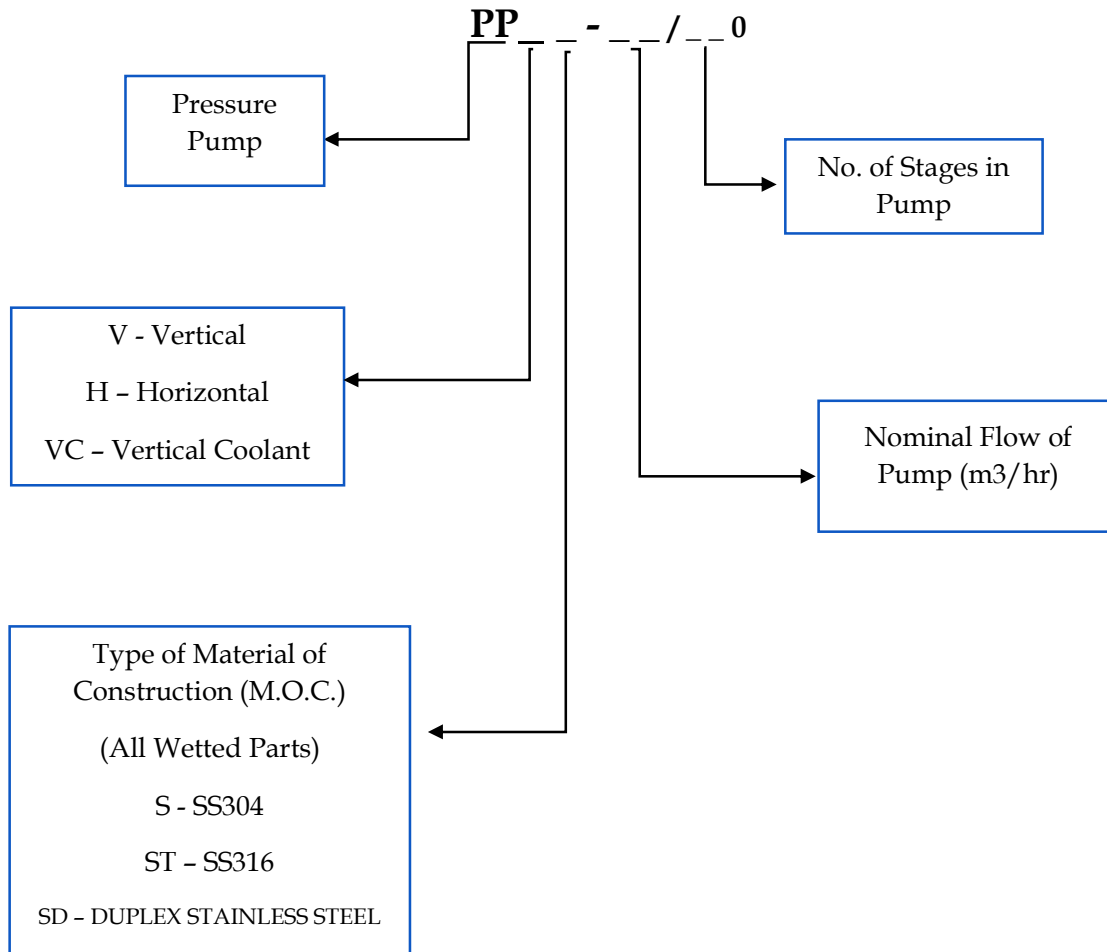 PP_ _ - _ _ / _ _ 0
Pressure
Pump
No. of Stages in
Pump
V - Vertical
H – Horizontal
VC – Vertical Coolant
Nominal Flow of
Pump (m3/hr)
Type of Material of
Construction (M.O.C.)
(All Wetted Parts)
S - SS304
ST – SS316
SD – DUPLEX STAINLESS STEEL